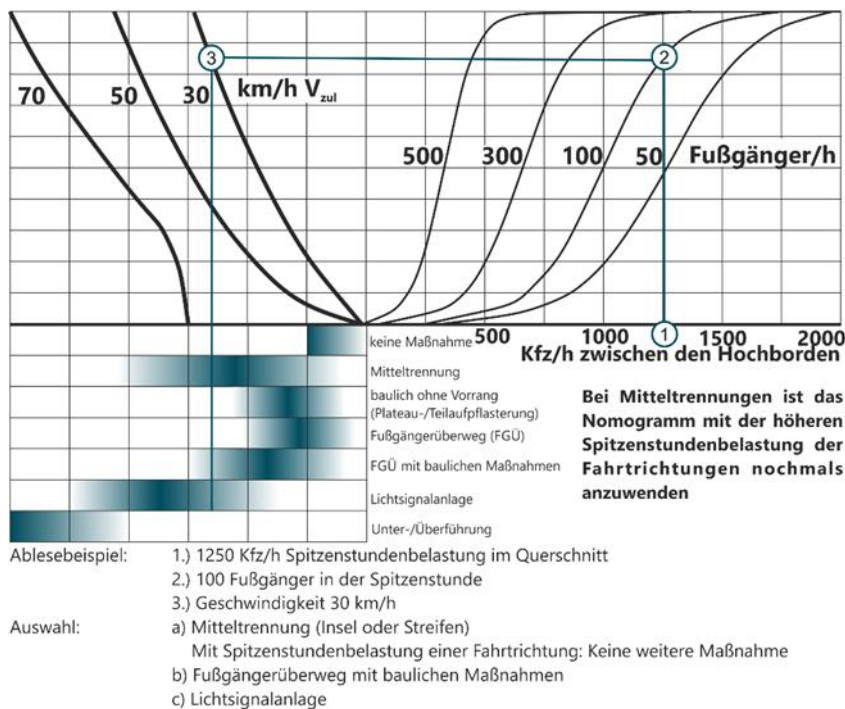 3
2
km/h V zul
70
50
30
500
300
100
50
Fußgänger/h
keine Maßnahme
500
1000
1
1500
2000
Kfz/h zwischen den Hochborden
Mitteltrennung
baulich ohne Vorrang
(Plateau-/Teilaufpflasterung)
Fußgängerüberweg (FGÜ)
FGÜ mit baulichen Maßnahmen
Lichtsignalanlage
Unter-/Überführung
Bei Mitteltrennungen ist das
Nomogramm mit der höheren
Spitzenstundenbelastung der
Fahrtrichtungen nochmals
anzuwenden
Ablesebeispiel: 1.) 1250 Kfz/h Spitzenstundenbelastung im Querschnitt
2.) 100 Fußgänger in der Spitzenstunde
3.) Geschwindigkeit 30 km/h
Auswahl: a) Mitteltrennung (Insel oder Streifen)
Mit Spitzenstundenbelastung einer Fahrtrichtung: Keine weitere Maßnahme
b) Fußgängerüberweg mit baulichen Maßnahmen
c) Lichtsignalanlage